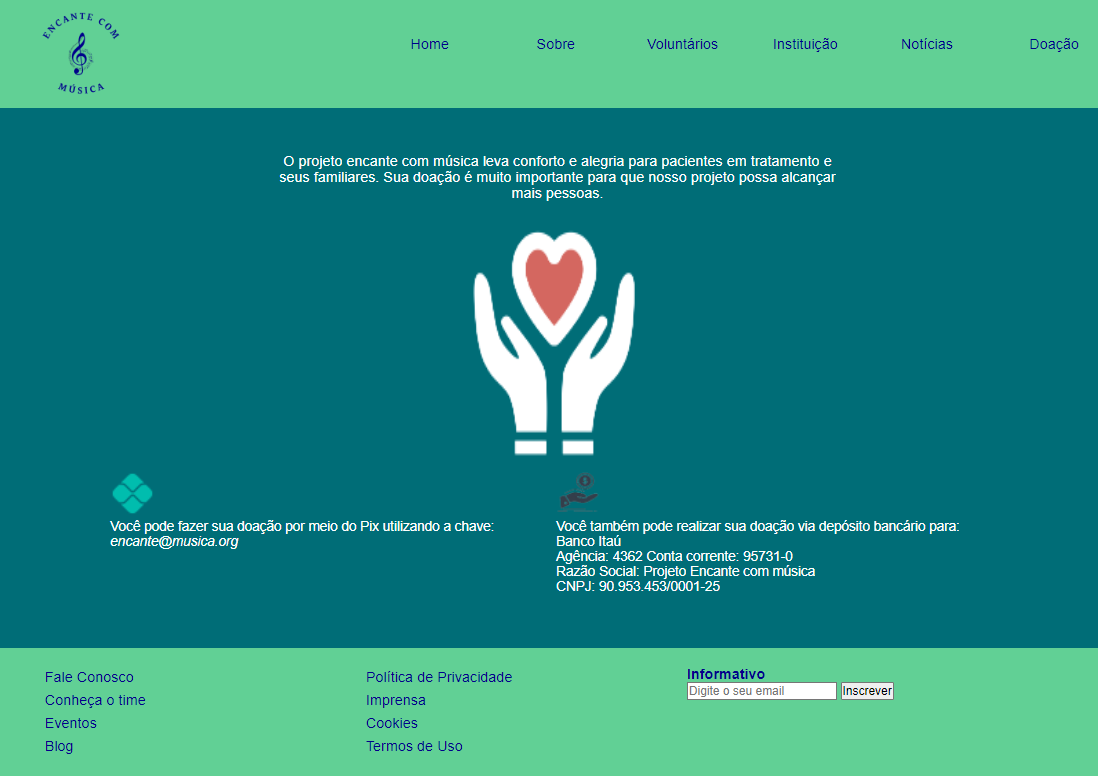 ENCANTE COM
MÚSICA
Home Sobre Voluntários Instituição Notícias Doação
O projeto encante com música leva conforto e alegria para pacientes em tratamento e
seus familiares. Sua doação é muito importante para que nosso projeto possa alcançar
mais pessoas.
Você pode fazer sua doação por meio do Pix utilizando a chave:
encante@musica.org
Você também pode realizar sua doação via depósito bancário para:
Banco Itaú
Agência: 4362 Conta corrente: 95731-0
Razão Social: Projeto Encante com música
CNPJ: 90.953.453/0001-25
Fale Conosco
Conheça o time
Eventos
Blog
Política de Privacidade
Imprensa
Cookies
Termos de Uso
Informativo
Digite o seu email Inscrever